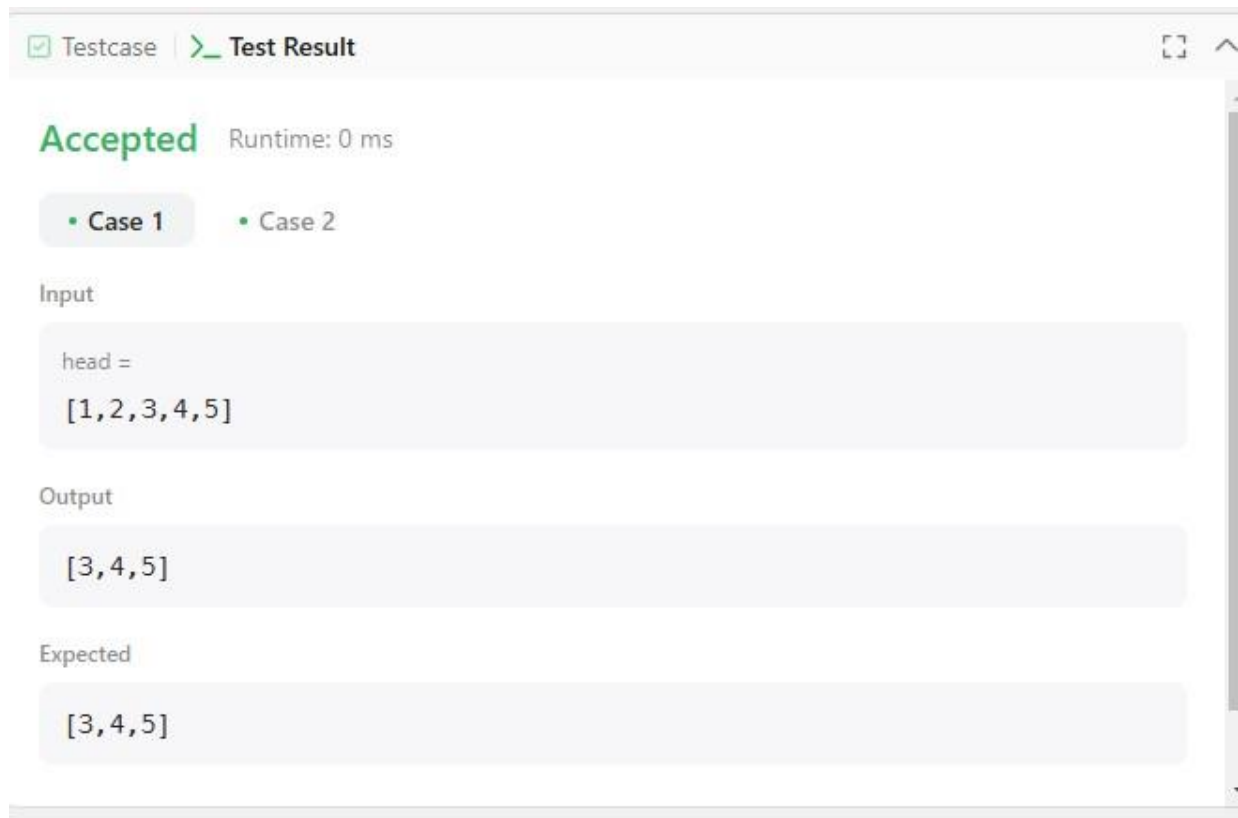 Testcase >_ Test Result
Accepted Runtime: 0 ms
• Case 1 • Case 2
Input
head =
[1,2,3,4,5]
Output
[3,4,5]
Expected
[3,4,5]